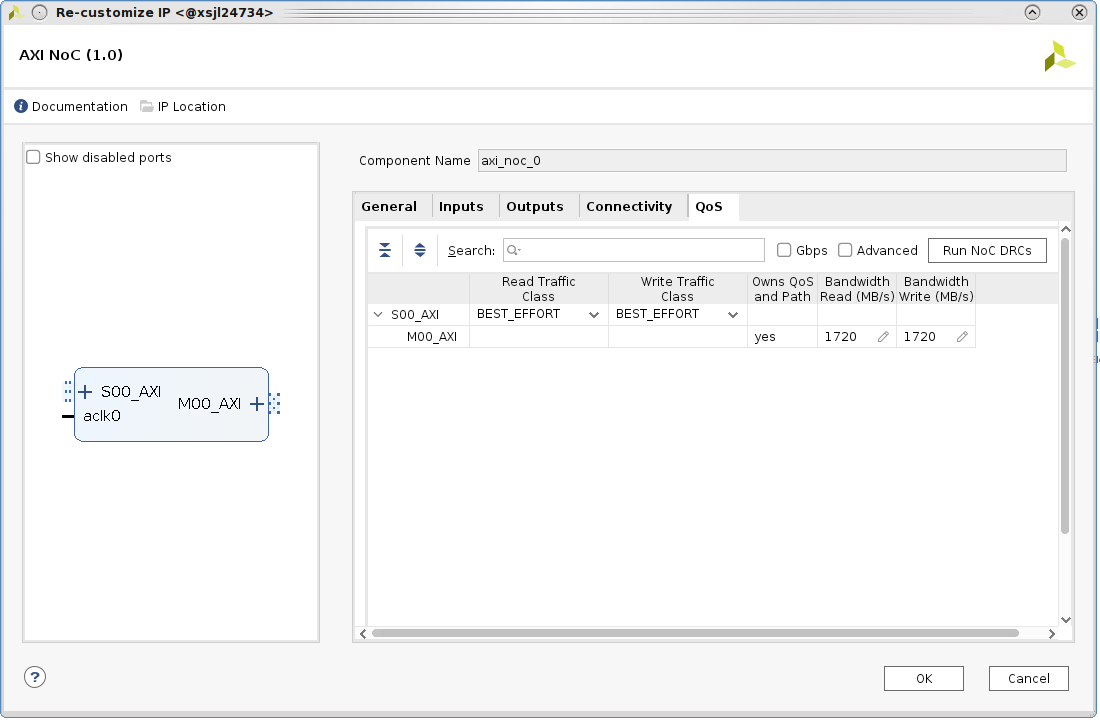 Re-customize IP <@xsjl24734>
AXI NoC (1.0)
Documentation IP Location
Show disabled ports
S00_AXI
aclk0
M00_AXI
Component Name axi_noc_0
General Inputs Outputs Connectivity QoS
Search: Gbps Advanced Run NoC DRCs
Read Traffic Class Write Traffic Class Owns QoS and Path Bandwidth Read (MB/s) Bandwidth Write (MB/s)
S00_AXI BEST_EFFORT BEST_EFFORT
M00_AXI yes 1720 1720
? OK Cancel